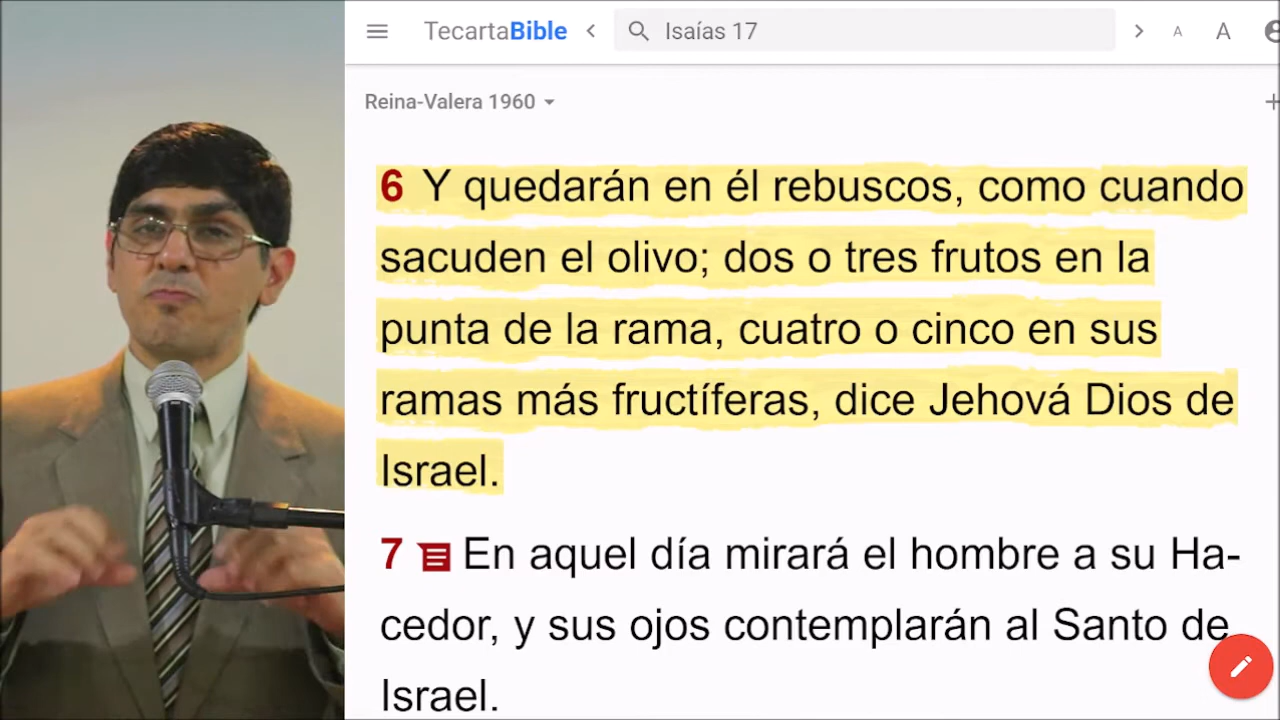 TecartaBible
Isaías 17
A A
Reina-Valera 1960
6 Y quedarán en él rebuscos, como cuando
sacuden el olivo; dos o tres frutos en la
punta de la rama, cuatro o cinco en sus
ramas más fructíferas, dice Jehová Dios de
Israel.
7 En aquel día mirará el hombre a su Ha-
cedor, y sus ojos contemplarán al Santo de
Israel.